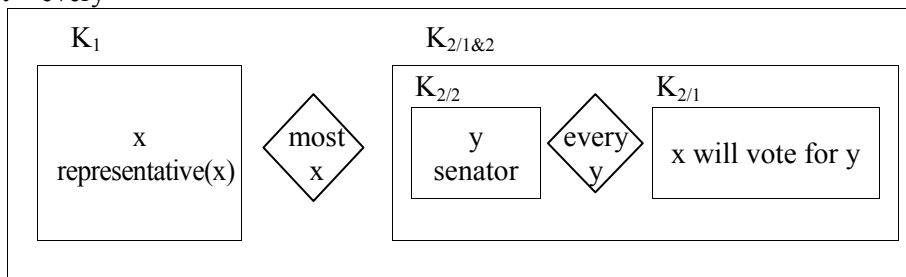 every
K₁ K₂/₁&₂
K₂/₂ K₂/₁
x
representative(x)
most
x
y
senator
every
y
x will vote for y